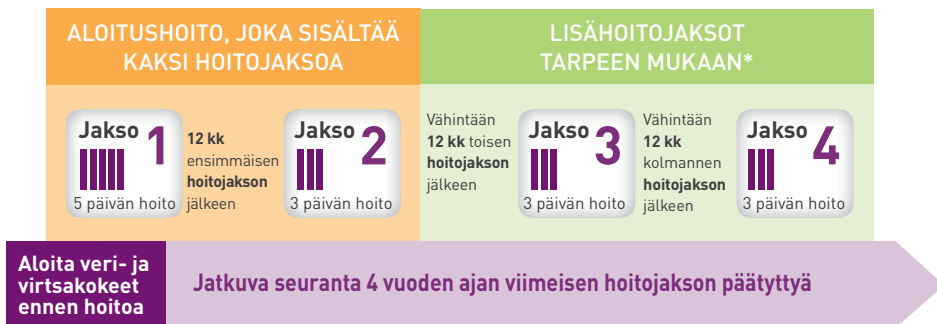 ALOITUSHOITO, JOKA SISÄLTÄÄ
KAKSI HOITOJAKSOA
LISÄHOITOJAKSOT
TARPEEN MUKAAN*
Jakso 1
5 päivän hoito
12 kk
ensimmäisen
hoitojakson
jälkeen
Jakso 2
3 päivän hoito
Vähintään
12 kk toisen
hoitojakson
jälkeen
Jakso 3
3 päivän hoito
Vähintään
12 kk
kolmannen
hoitojakson
jälkeen
Jakso 4
3 päivän hoito
Aloita veri- ja
virtsakokeet
ennen hoitoa
Jatkuva seuranta 4 vuoden ajan viimeisen hoitojakson päätyttyä